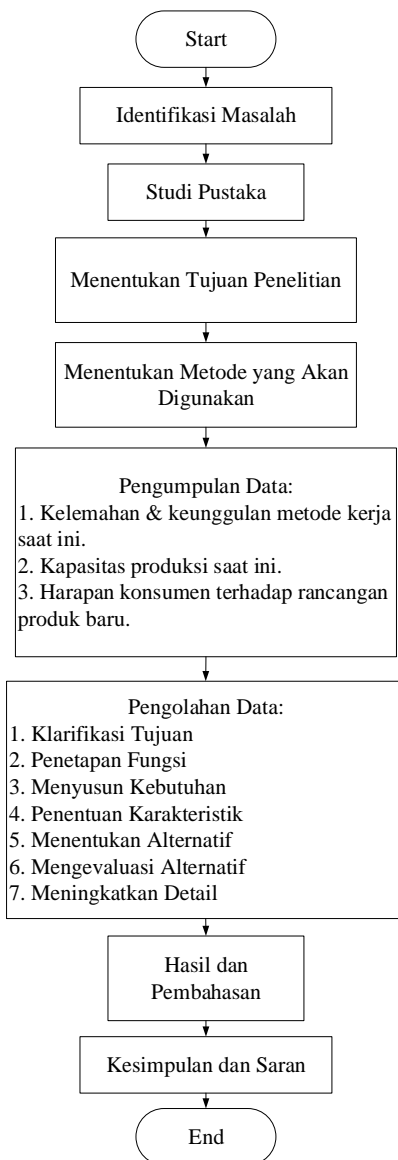 Start
Identifikasi Masalah
Studi Pustaka
Menentukan Tujuan Penelitian
Menentukan Metode yang Akan
Digunakan
Pengumpulan Data:
1. Kelemahan & keunggulan metode kerja
saat ini.
2. Kapasitas produksi saat ini.
3. Harapan konsumen terhadap rancangan
produk baru.
Pengolahan Data:
1. Klarifikasi Tujuan
2. Penetapan Fungsi
3. Menyusun Kebutuhan
4. Penentuan Karakteristik
5. Menentukan Alternatif
6. Mengevaluasi Alternatif
7. Meningkatkan Detail
Hasil dan
Pembahasan
Kesimpulan dan Saran
End